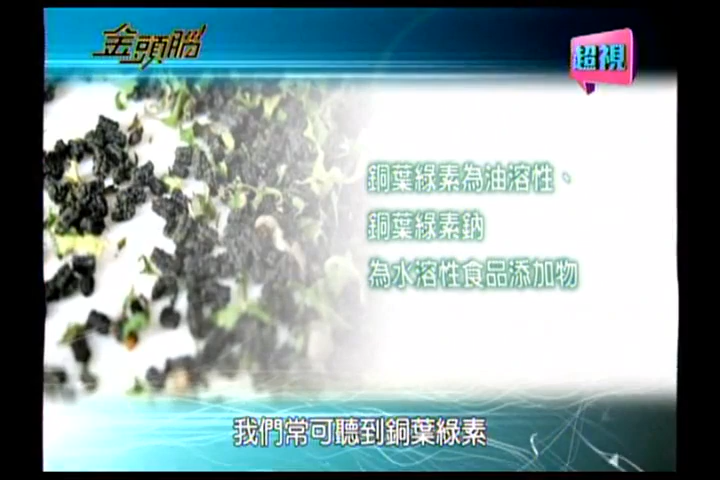 金頭腦
超視
銅葉綠素為油溶性、
銅葉綠素鈉
為水溶性食品添加物
我們常可聽到銅葉綠素